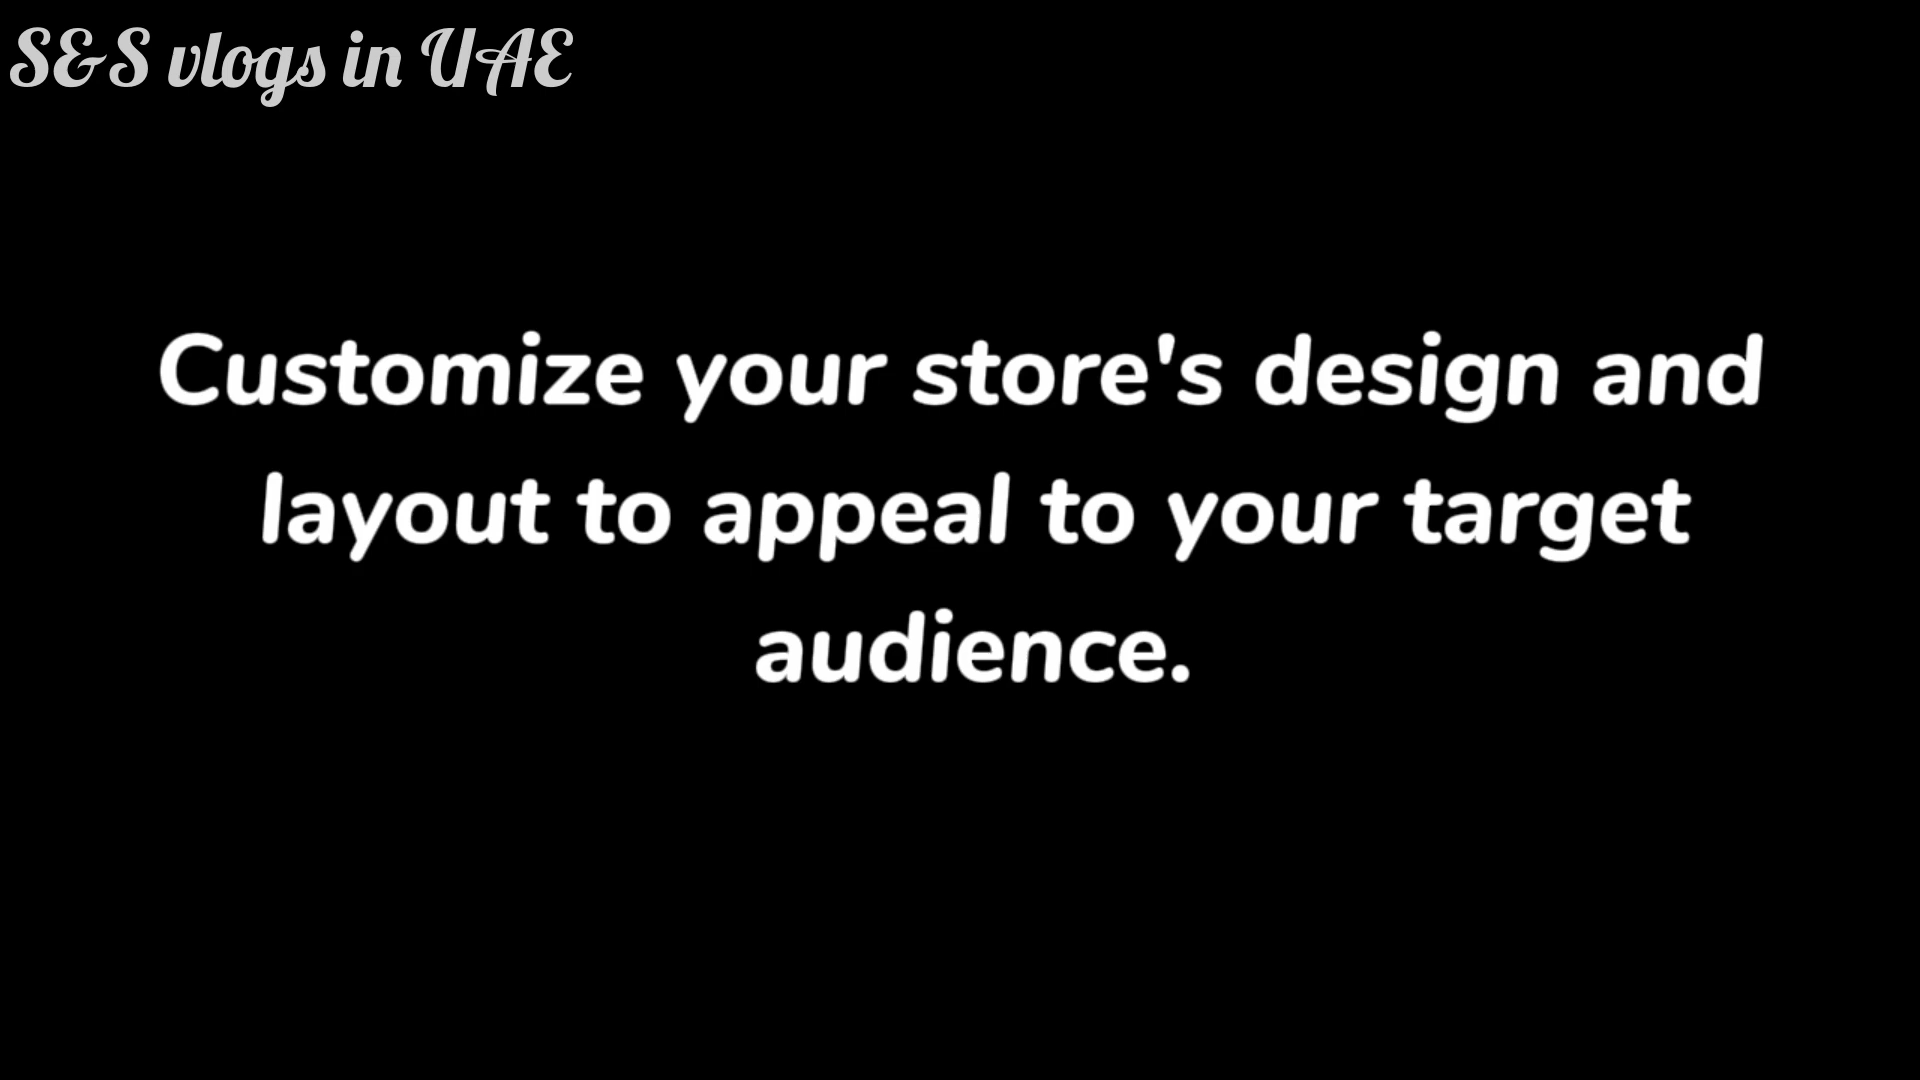 S&S vlogs in UAE
Customize your store's design and
layout to appeal to your target
audience.